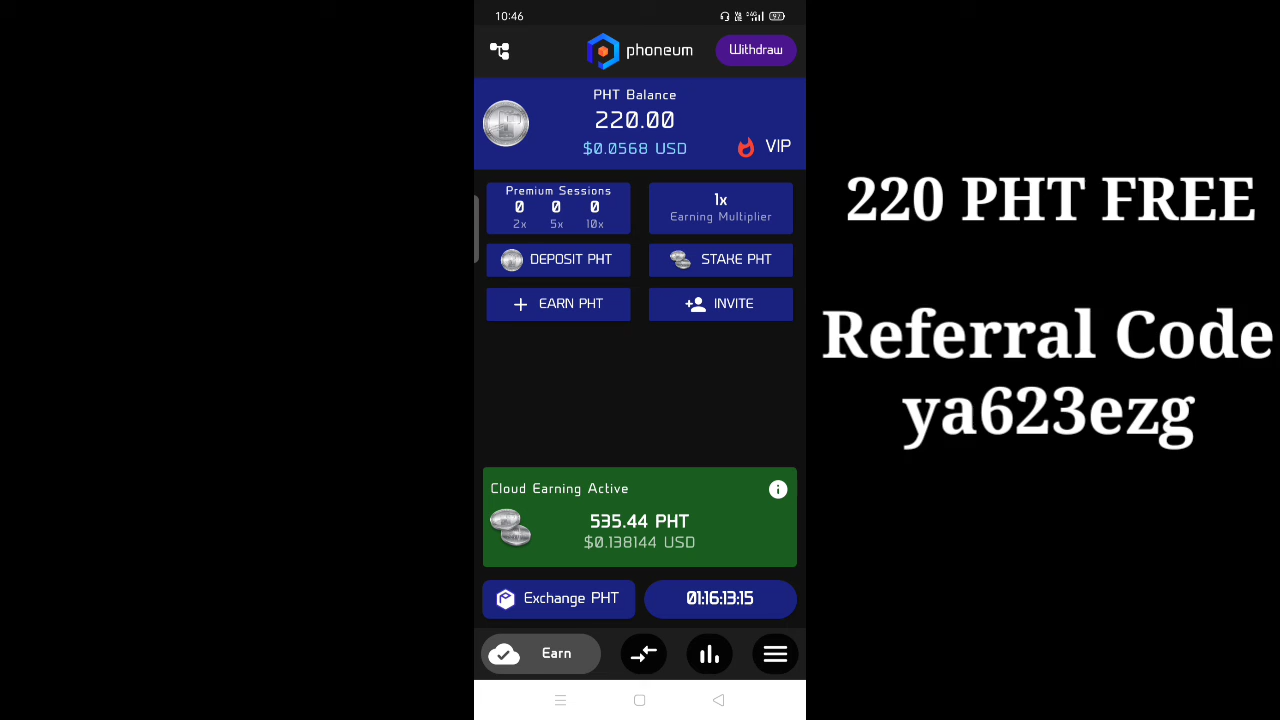 10:46
97
phoneum
Withdraw
PHT Balance
220.00
$0.0568 USD
VIP
Premium Sessions
0 0 0
2x 5x 10x
1x
Earning Multiplier
DEPOSIT PHT
STAKE PHT
EARN PHT
INVITE
Cloud Earning Active
535.44 PHT
$0.138144 USD
Exchange PHT
01:16:13:15
Earn
220 PHT FREE
Referral Code
ya623ezg